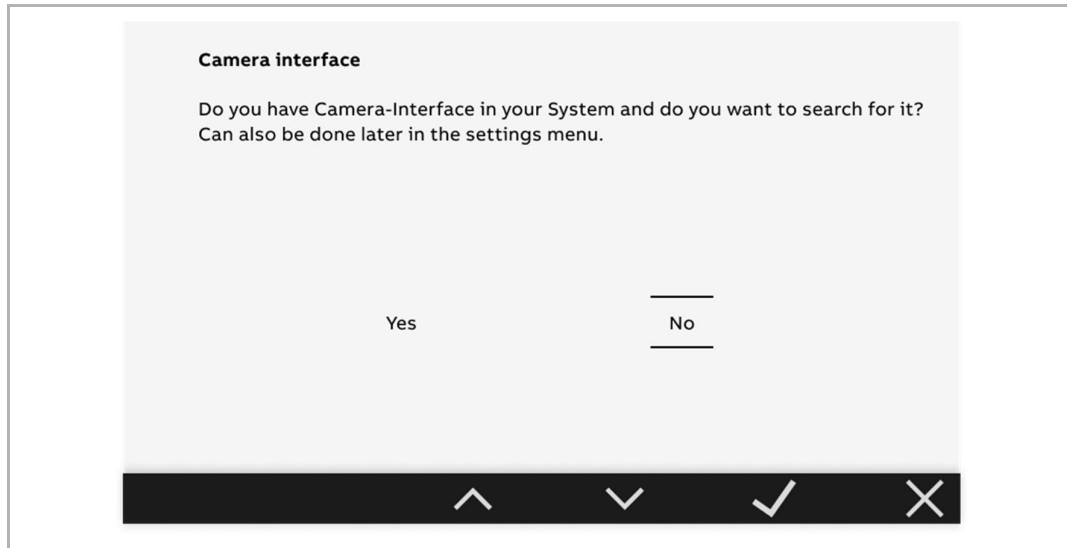 Camera interface
Do you have Camera-Interface in your System and do you want to search for it?
Can also be done later in the settings menu.
Yes
No